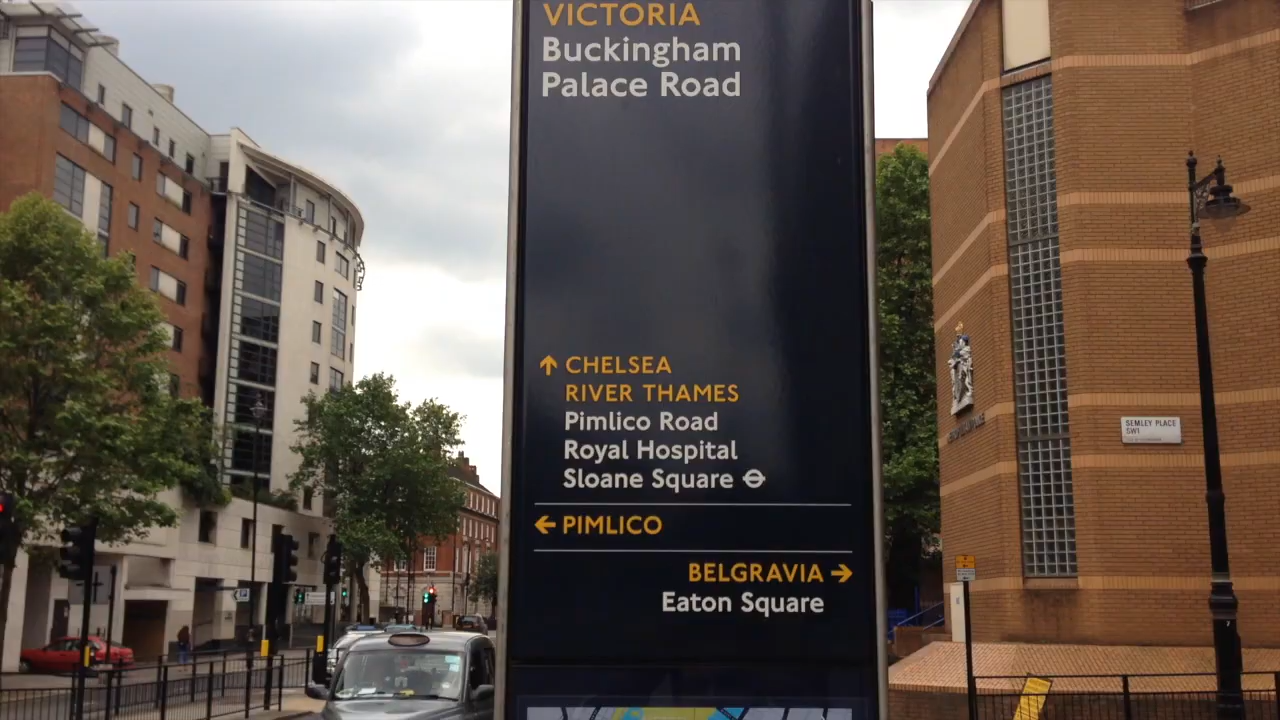 VICTORIA
Buckingham
Palace Road
CHELSEA
RIVER THAMES
Pimlico Road
Royal Hospital
Sloane Square
PIMLICO
BELGRAVIA
Eaton Square
SEMLEY PLACE
SW1